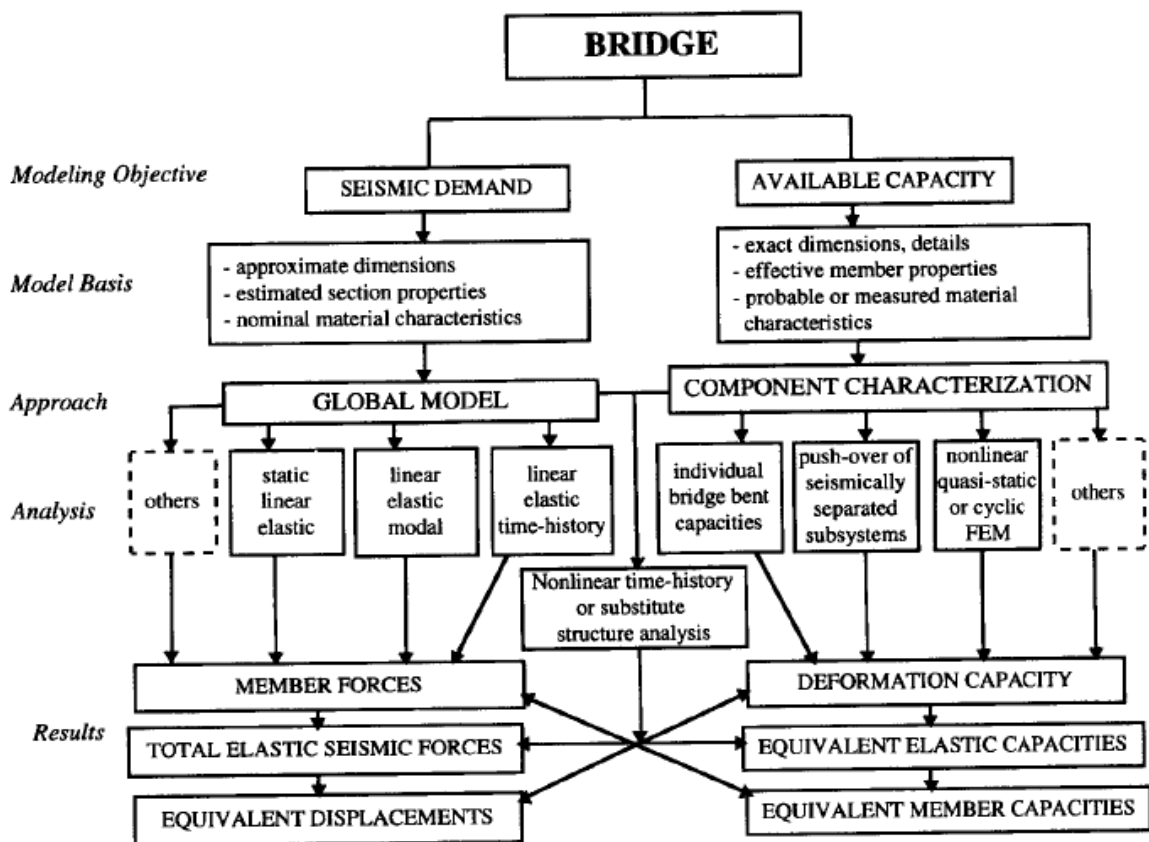 BRIDGE
Modeling Objective
SEISMIC DEMAND
AVAILABLE CAPACITY
Model Basis
- approximate dimensions
- estimated section properties
- nominal material characteristics
- exact dimensions, details
- effective member properties
- probable or measured material
characteristics
Approach
GLOBAL MODEL
COMPONENT CHARACTERIZATION
Analysis
others
static
linear
elastic
linear
elastic
modal
linear
elastic
time-history
individual
bridge bent
capacities
push-over of
seismically
separated
subsystems
nonlinear
quasi-static
or cyclic
FEM
others
Nonlinear time-history
or substitute
structure analysis
Results
MEMBER FORCES
DEFORMATION CAPACITY
TOTAL ELASTIC SEISMIC FORCES
EQUIVALENT ELASTIC CAPACITIES
EQUIVALENT DISPLACEMENTS
EQUIVALENT MEMBER CAPACITIES